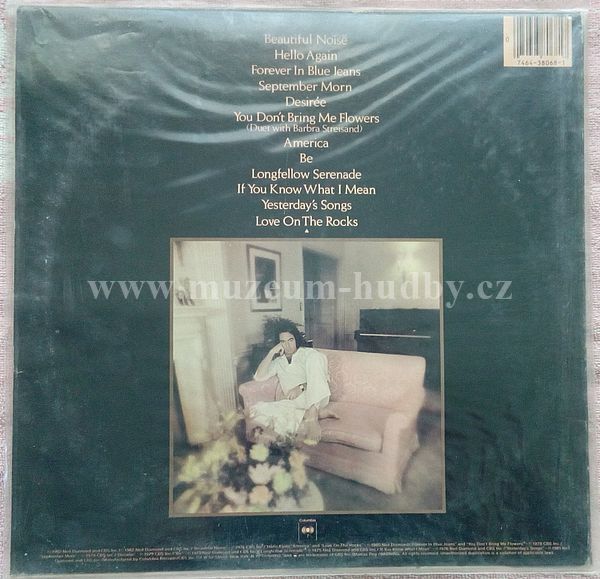 Beautiful Noise
Hello Again
Forever In Blue Jeans
September Morn
Desirée
You Don't Bring Me Flowers
(Duet with Barbra Streisand)
America
Be
Longfellow Serenade
If You Know What I Mean
Yesterday's Songs
Love On The Rocks
0
7464-38068-1
www.muzeum-hudby.cz
Columbia